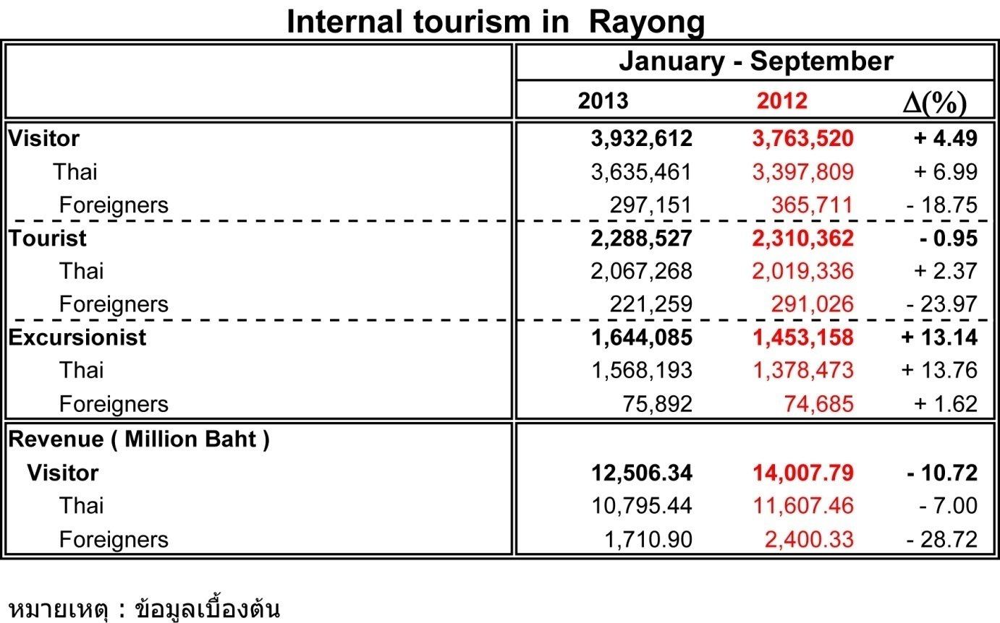 Internal tourism in Rayong
January - September
2013 2012 Δ(%)
Visitor 3,932,612 3,763,520 + 4.49
Thai 3,635,461 3,397,809 + 6.99
Foreigners 297,151 365,711 - 18.75
Tourist 2,288,527 2,310,362 - 0.95
Thai 2,067,268 2,019,336 + 2.37
Foreigners 221,259 291,026 - 23.97
Excursionist 1,644,085 1,453,158 + 13.14
Thai 1,568,193 1,378,473 + 13.76
Foreigners 75,892 74,685 + 1.62
Revenue ( Million Baht )
Visitor 12,506.34 14,007.79 - 10.72
Thai 10,795.44 11,607.46 - 7.00
Foreigners 1,710.90 2,400.33 - 28.72
หมายเหตุ : ข้อมูลเบื้องต้น